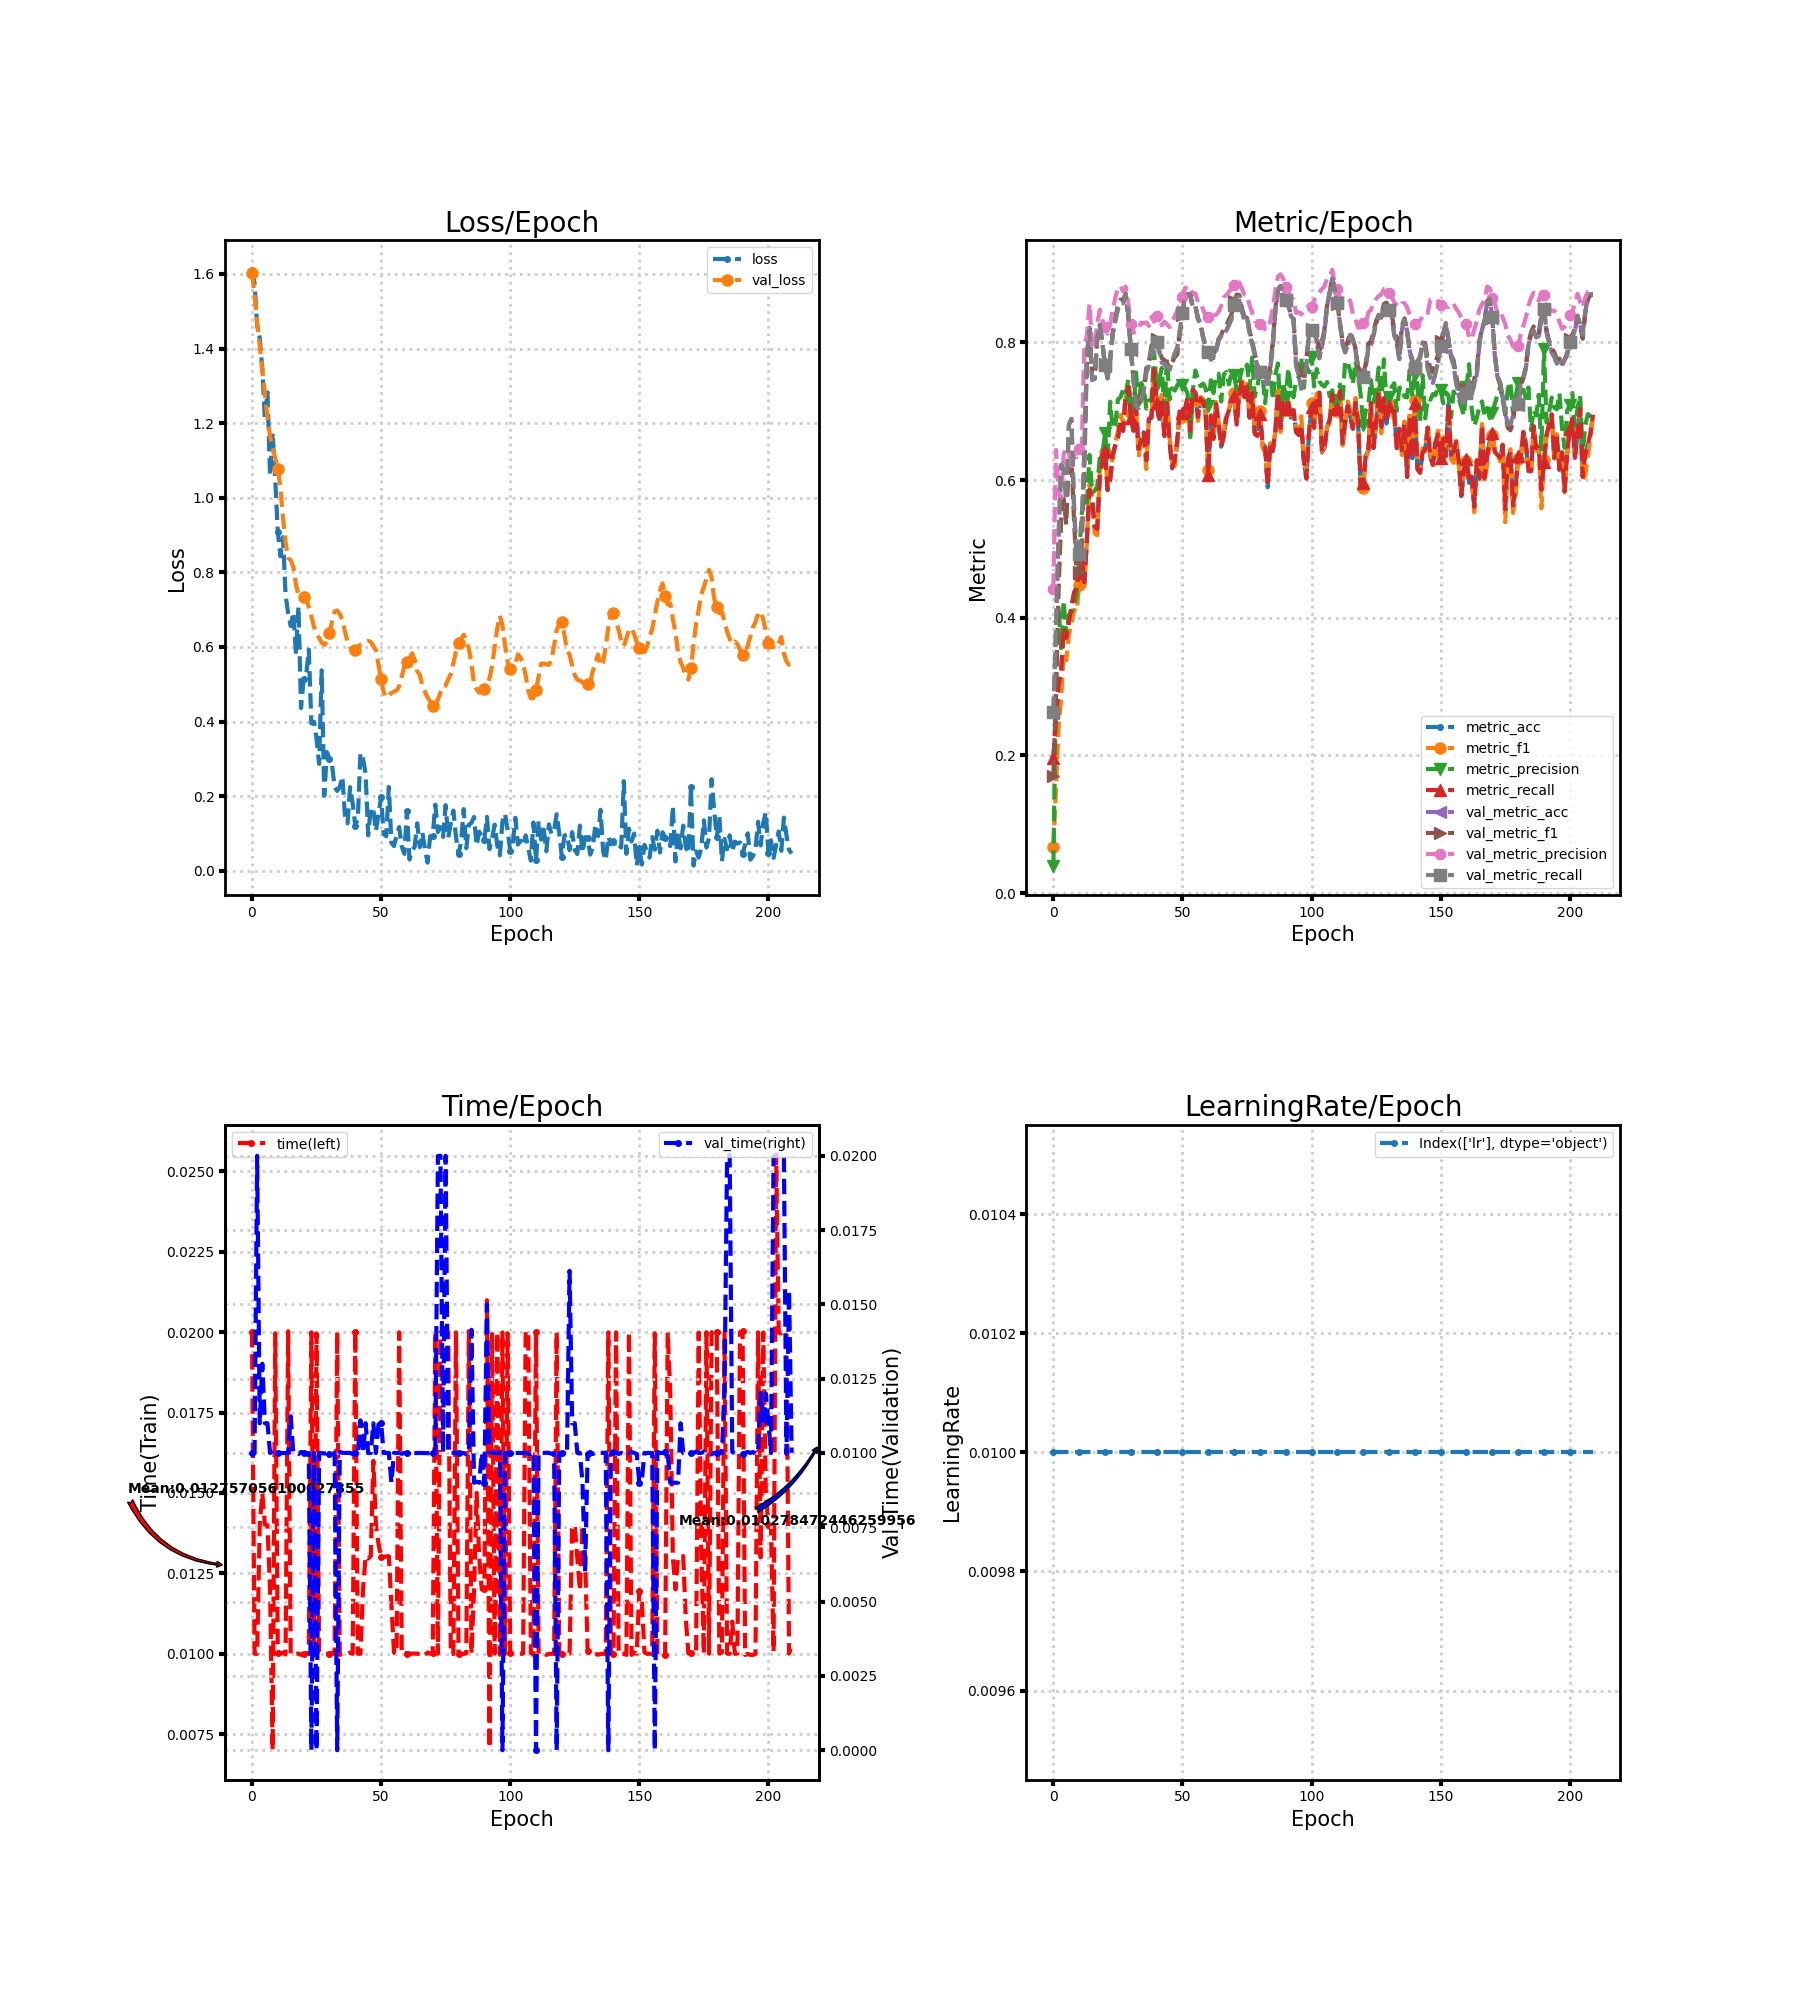 Loss/Epoch
loss
val_loss
1.6
1.4
1.2
1.0
0.8
0.6
0.4
0.2
0.0
Loss
0
50
100
150
200
Epoch
Metric/Epoch
0.8
0.6
0.4
0.2
0.0
Metric
metric_acc
metric_f1
metric_precision
metric_recall
val_metric_acc
val_metric_f1
val_metric_precision
val_metric_recall
0
50
100
150
200
Epoch
Time/Epoch
time(left)
val_time(right)
0.0250
0.0225
0.0200
0.0175
0.0150
0.0125
0.0100
0.0075
Time(Train)
0.0200
0.0175
0.0150
0.0125
0.0100
0.0075
0.0050
0.0025
0.0000
Val_Time(Validation)
Mean:0.010278472446259956
0
50
100
150
200
Epoch
LearningRate/Epoch
Index(['lr'], dtype='object')
0.0104
0.0102
0.0100
0.0098
0.0096
LearningRate
0
50
100
150
200
Epoch